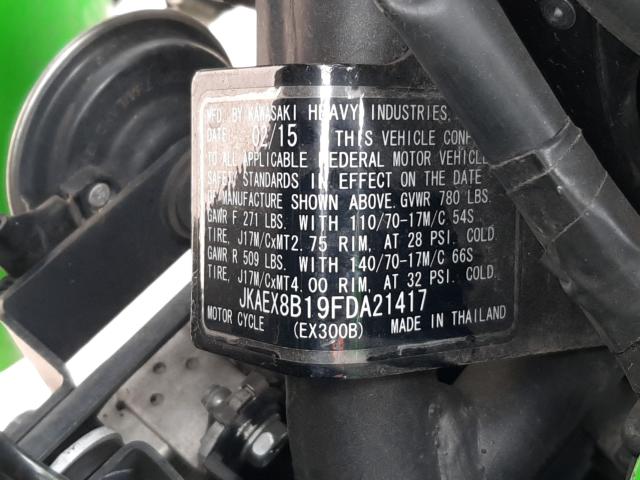 MFD. BY KAWASAKI HEAVY INDUSTRIES,
DATE 02/15 THIS VEHICLE CONF
TO ALL APPLICABLE FEDERAL MOTOR VEHICLE
SAFETY STANDARDS IN EFFECT ON THE DATE
OF MANUFACTURE SHOWN ABOVE. GVWR 780 LBS.
GAWR F 271 LBS. WITH 110/70-17M/C 54S
TIRE, J17M/CxMT2.75 RIM, AT 28 PSI. COLD
GAWR R 509 LBS. WITH 140/70-17M/C 66S
TIRE, J17M/CxMT4.00 RIM, AT 32 PSI. COLD
JKAEX8B19FDA21417
MOTOR CYCLE (EX300B) MADE IN THAILAND